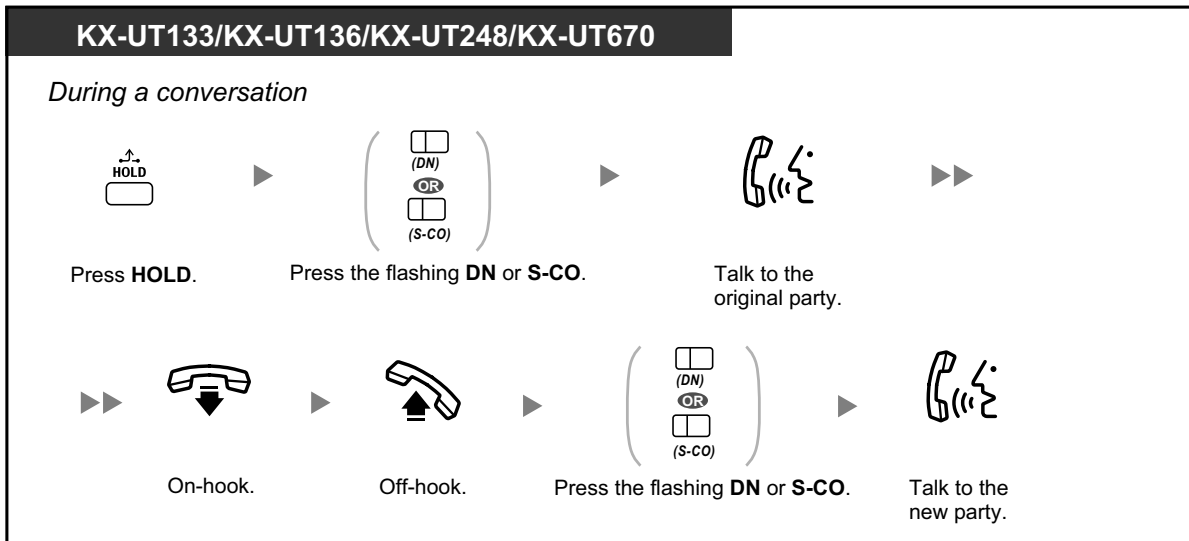 KX-UT133/KX-UT136/KX-UT248/KX-UT670
During a conversation
HOLD
(DN)
OR
(S-CO)
Press HOLD.
Press the flashing DN or S-CO.
Talk to the
original party.
(DN)
OR
(S-CO)
On-hook.
Off-hook.
Press the flashing DN or S-CO.
Talk to the
new party.